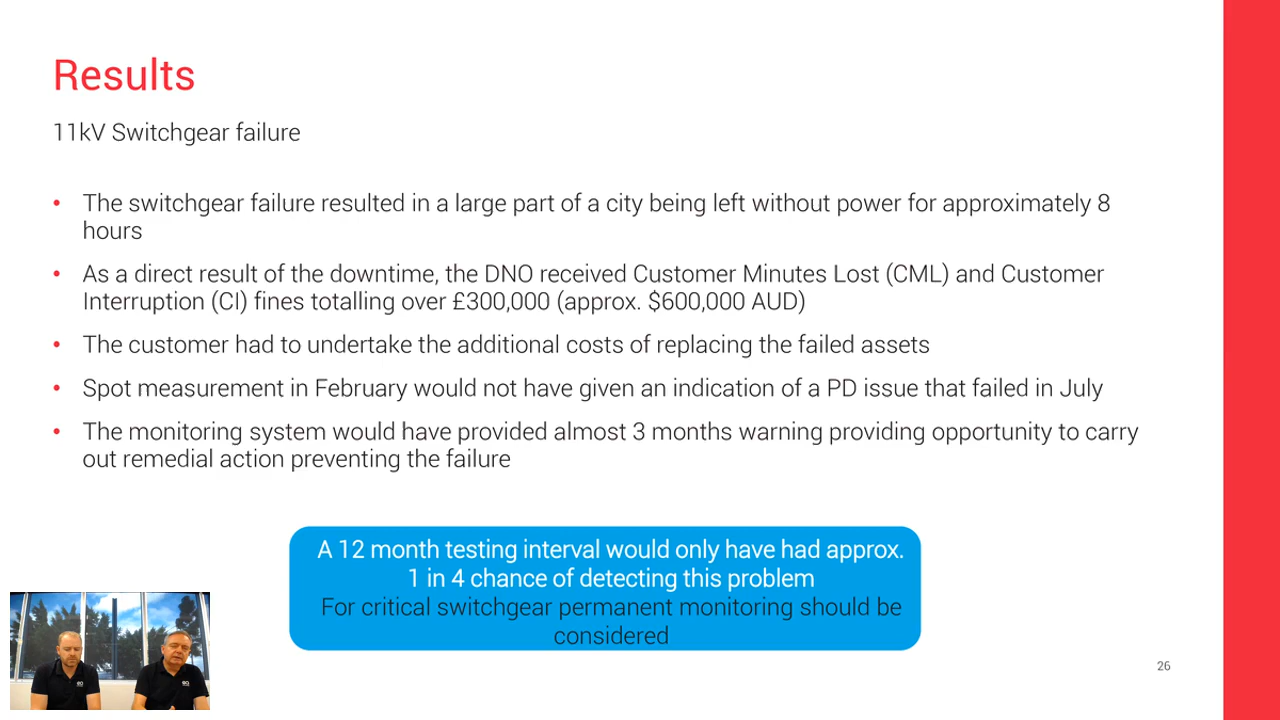 Results
11kV Switchgear failure
• The switchgear failure resulted in a large part of a city being left without power for approximately 8
hours
• As a direct result of the downtime, the DNO received Customer Minutes Lost (CML) and Customer
Interruption (CI) fines totalling over £300,000 (approx. $600,000 AUD)
• The customer had to undertake the additional costs of replacing the failed assets
• Spot measurement in February would not have given an indication of a PD issue that failed in July
• The monitoring system would have provided almost 3 months warning providing opportunity to carry
out remedial action preventing the failure
A 12 month testing interval would only have had approx.
1 in 4 chance of detecting this problem
For critical switchgear permanent monitoring should be
considered
26